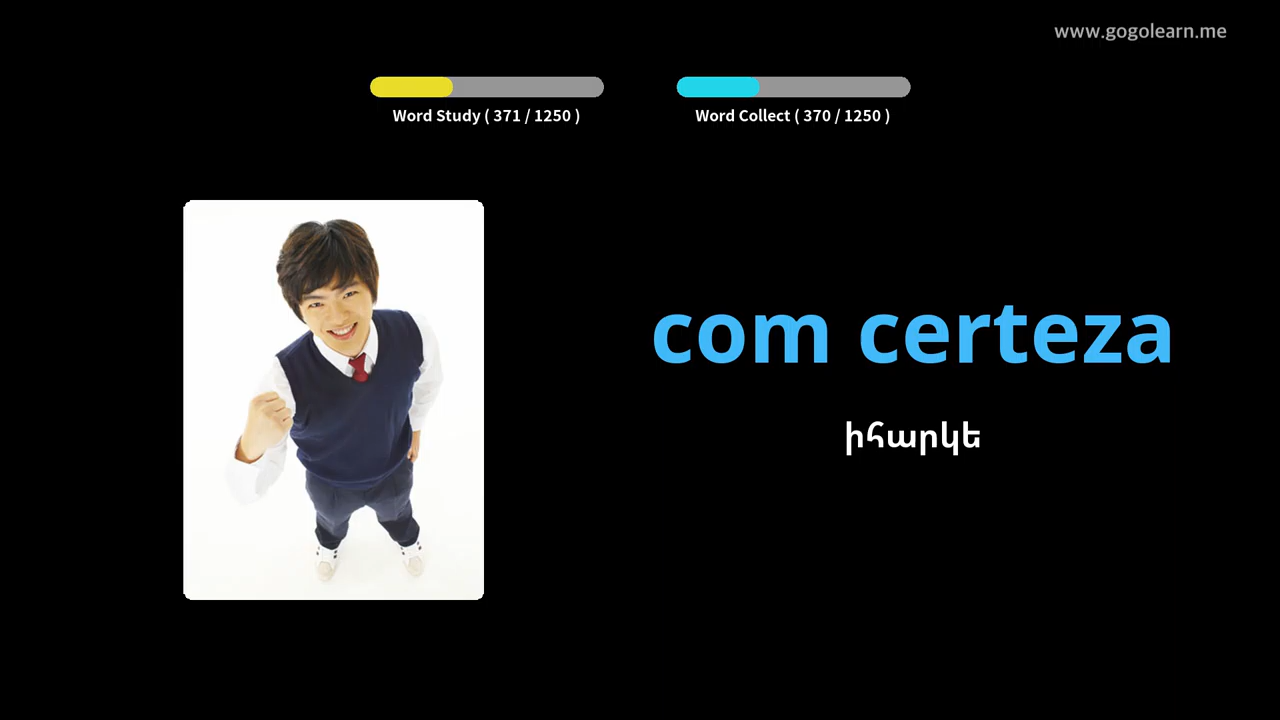 www.gogolearn.me
Word Study ( 371 / 1250 )
Word Collect ( 370 / 1250 )
com certeza
իհարկե